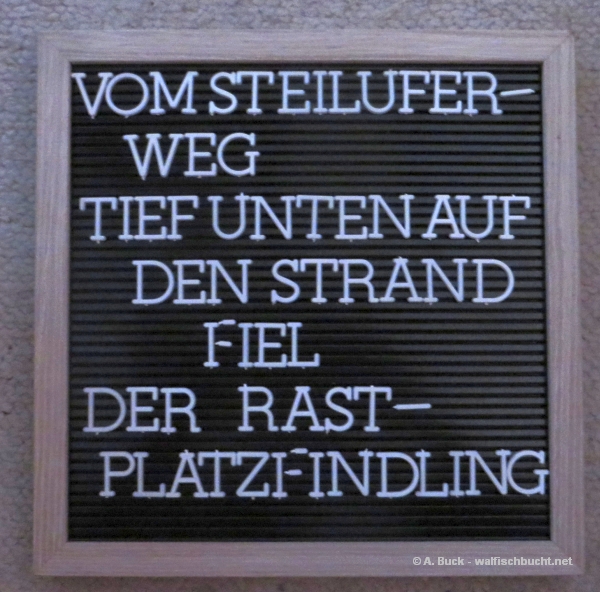 VOM STEILUFER-
WEG
TIEF UNTEN AUF
DEN STRAND
FIEL
DER RAST-
PLATZFINDLING
© A. Buck - walfischbucht.net